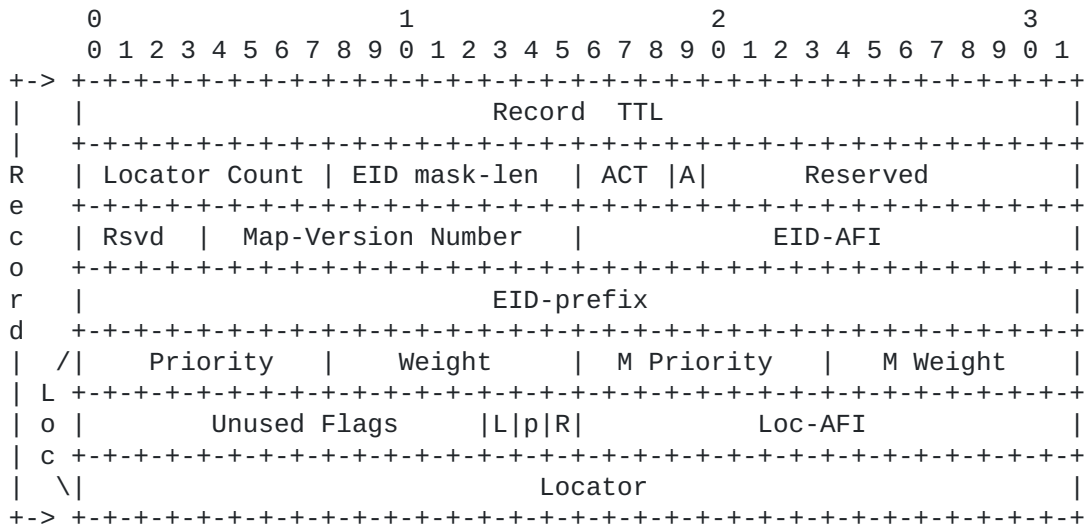 0                   1                   2                   3
        0 1 2 3 4 5 6 7 8 9 0 1 2 3 4 5 6 7 8 9 0 1 2 3 4 5 6 7 8 9 0 1
+->    +-+-+-+-+-+-+-+-+-+-+-+-+-+-+-+-+-+-+-+-+-+-+-+-+-+-+-+-+-+-+-+-+
|      |                          Record  TTL                          |
|      +-+-+-+-+-+-+-+-+-+-+-+-+-+-+-+-+-+-+-+-+-+-+-+-+-+-+-+-+-+-+-+-+
R      | Locator Count | EID mask-len  | ACT |A|      Reserved         |
e      +-+-+-+-+-+-+-+-+-+-+-+-+-+-+-+-+-+-+-+-+-+-+-+-+-+-+-+-+-+-+-+-+
c      | Rsvd  |  Map-Version Number   |            EID-AFI            |
o      +-+-+-+-+-+-+-+-+-+-+-+-+-+-+-+-+-+-+-+-+-+-+-+-+-+-+-+-+-+-+-+-+
r      |                          EID-prefix                           |
d      +-+-+-+-+-+-+-+-+-+-+-+-+-+-+-+-+-+-+-+-+-+-+-+-+-+-+-+-+-+-+-+-+
|     /|    Priority   |    Weight     |  M Priority   |   M Weight    |
|    L +-+-+-+-+-+-+-+-+-+-+-+-+-+-+-+-+-+-+-+-+-+-+-+-+-+-+-+-+-+-+-+-+
|    o |        Unused Flags     |L|p|R|           Loc-AFI             |
|    c +-+-+-+-+-+-+-+-+-+-+-+-+-+-+-+-+-+-+-+-+-+-+-+-+-+-+-+-+-+-+-+-+
|     \|                             Locator                           |
+->    +-+-+-+-+-+-+-+-+-+-+-+-+-+-+-+-+-+-+-+-+-+-+-+-+-+-+-+-+-+-+-+-+